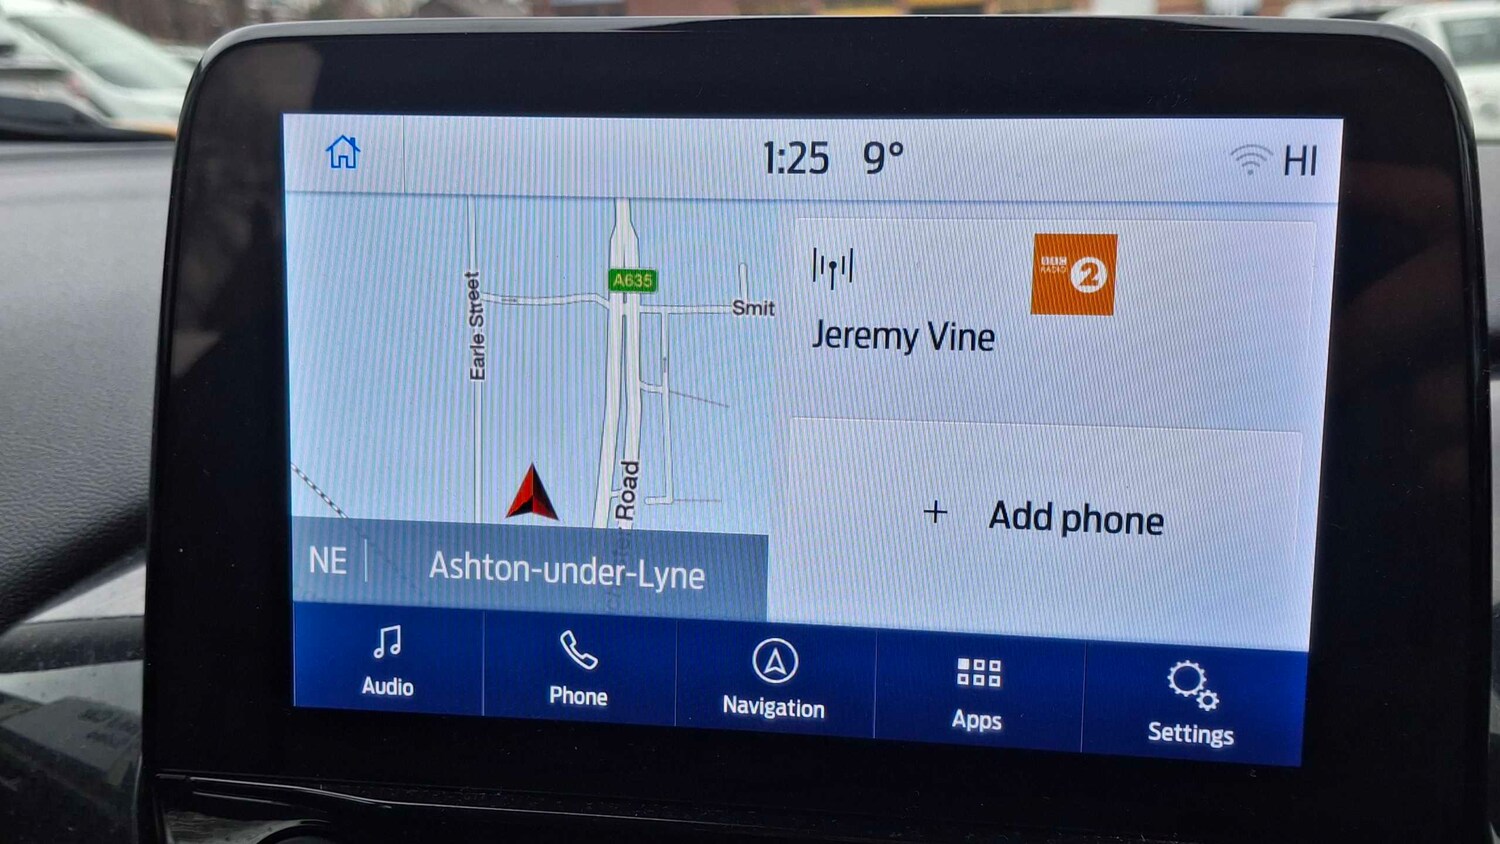 1:25 9°
HI
A635
Earle Street
Smit
Road
BBC
RADIO 2
Jeremy Vine
+ Add phone
NE
Ashton-under-Lyne
Audio
Phone
Navigation
Apps
Settings